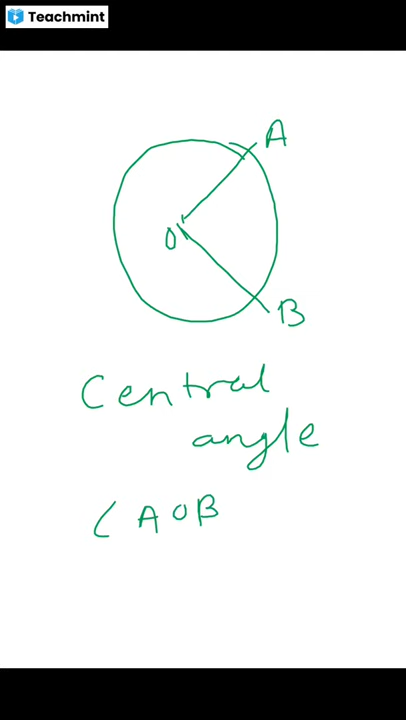 Teachmint
A
O
B
Central
angle
∠AOB